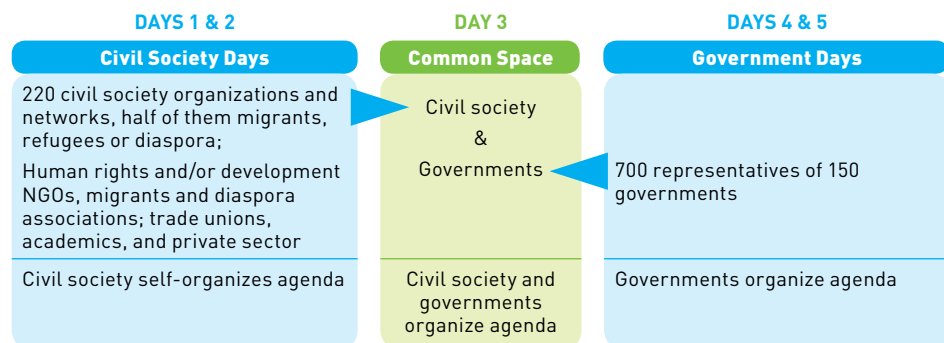 DAYS 1 & 2
Civil Society Days
220 civil society organizations and
networks, half of them migrants,
refugees or diaspora;
Human rights and/or development
NGOs, migrants and diaspora
associations; trade unions,
academics, and private sector
Civil society self-organizes agenda
DAY 3
Common Space
Civil society
&
Governments
Civil society and
governments
organize agenda
DAYS 4 & 5
Government Days
700 representatives of 150
governments
Governments organize agenda